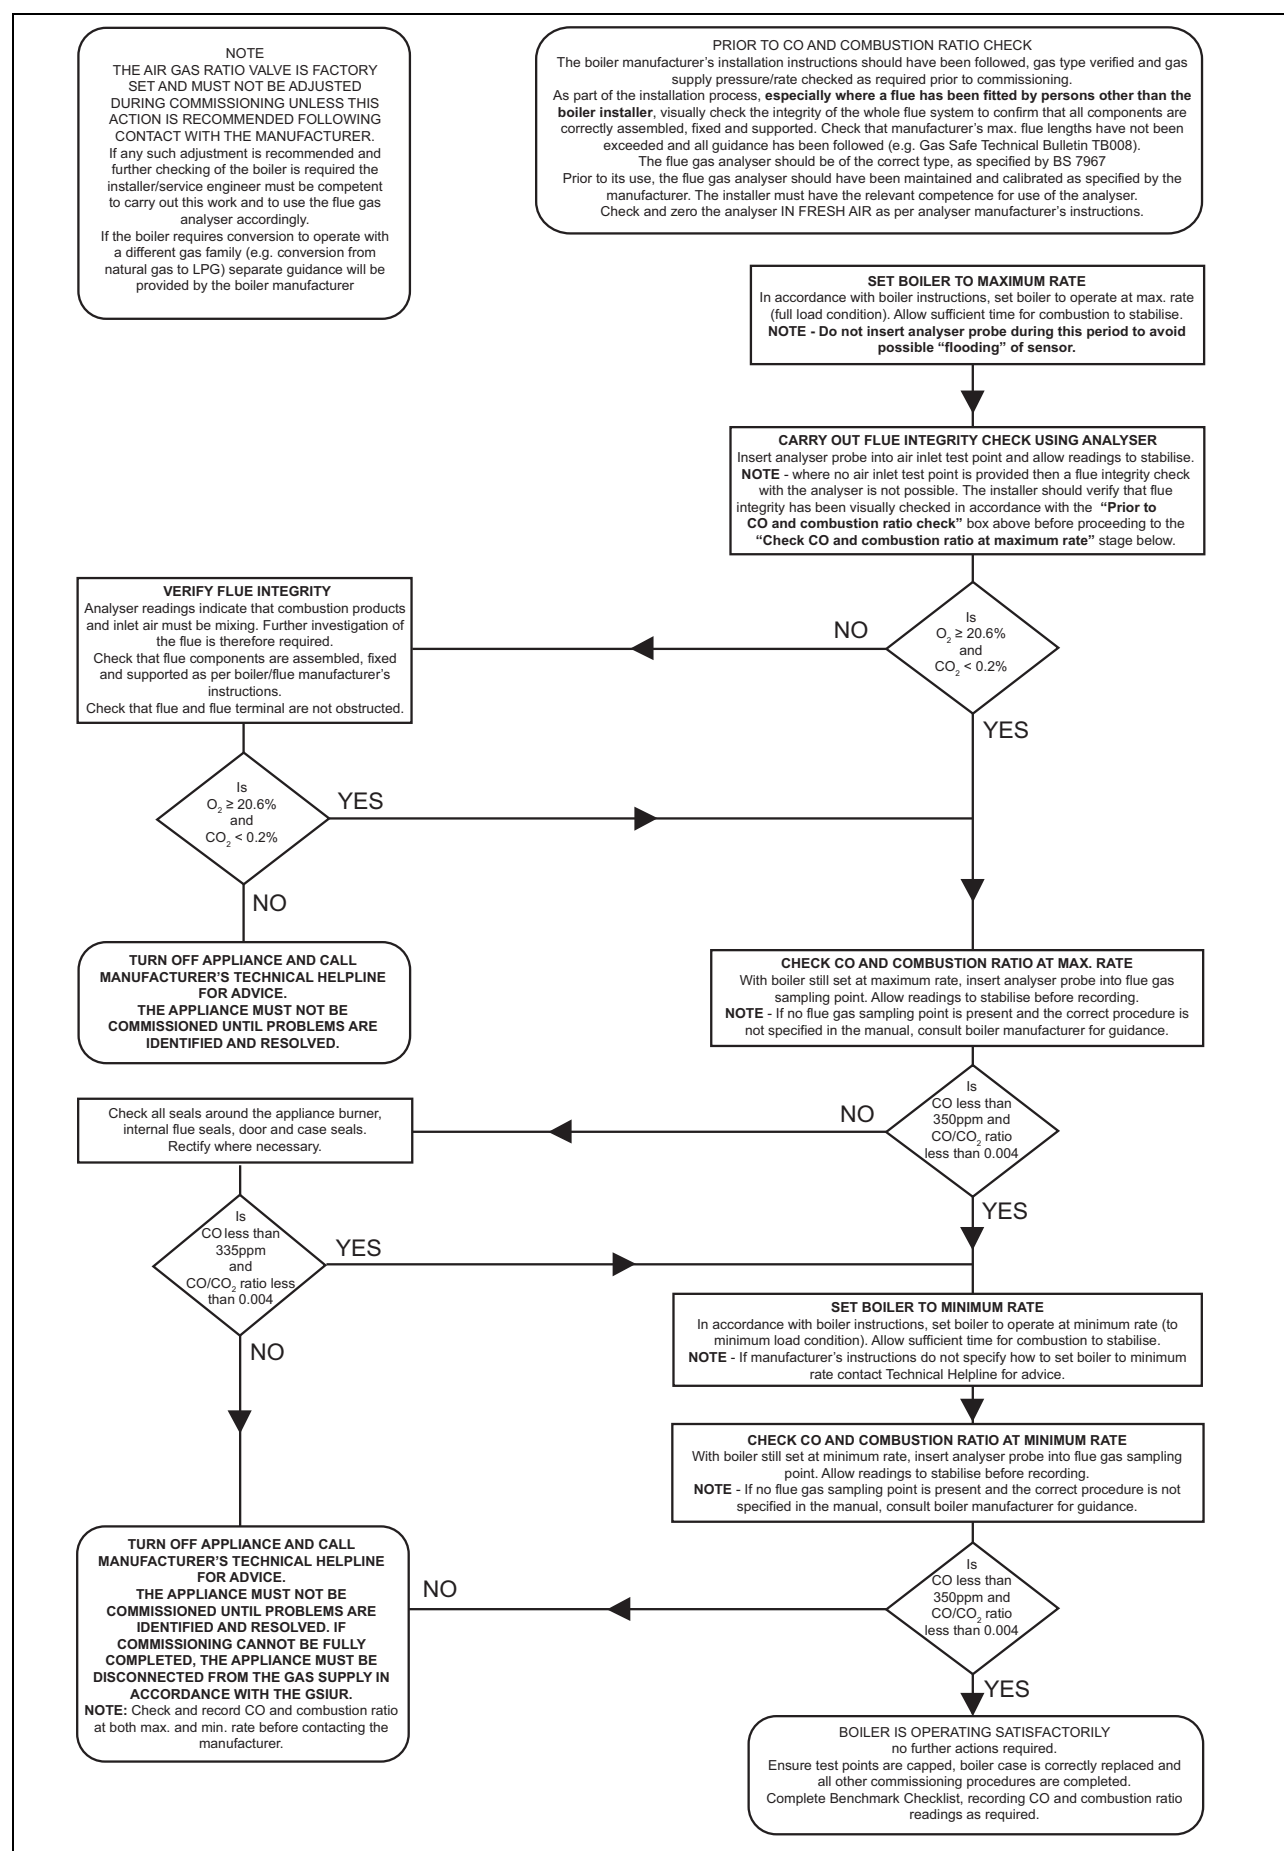 NOTE
THE AIR GAS RATIO VALVE IS FACTORY
SET AND MUST NOT BE ADJUSTED
DURING COMMISSIONING UNLESS THIS
ACTION IS RECOMMENDED FOLLOWING
CONTACT WITH THE MANUFACTURER.
If any such adjustment is recommended and
further checking of the boiler is required the
installer/service engineer must be competent
to carry out this work and to use the flue gas
analyser accordingly.
If the boiler requires conversion to operate with
a different gas family (e.g. conversion from
natural gas to LPG) separate guidance will be
provided by the boiler manufacturer
PRIOR TO CO AND COMBUSTION RATIO CHECK
The boiler manufacturer's installation instructions should have been followed, gas type verified and gas
supply pressure/rate checked as required prior to commissioning.
As part of the installation process, especially where a flue has been fitted by persons other than the
boiler installer, visually check the integrity of the whole flue system to confirm that all components are
correctly assembled, fixed and supported. Check that manufacturer's max. flue lengths have not been
exceeded and all guidance has been followed (e.g. Gas Safe Technical Bulletin TB008).
The flue gas analyser should be of the correct type, as specified by BS 7967
Prior to its use, the flue gas analyser should have been maintained and calibrated as specified by the
manufacturer. The installer must have the relevant competence for use of the analyser.
Check and zero the analyser IN FRESH AIR as per analyser manufacturer's instructions.
SET BOILER TO MAXIMUM RATE
In accordance with boiler instructions, set boiler to operate at max. rate
(full load condition). Allow sufficient time for combustion to stabilise.
NOTE - Do not insert analyser probe during this period to avoid
possible “flooding” of sensor.
CARRY OUT FLUE INTEGRITY CHECK USING ANALYSER
Insert analyser probe into air inlet test point and allow readings to stabilise.
NOTE - where no air inlet test point is provided then a flue integrity check
with the analyser is not possible. The installer should verify that flue
integrity has been visually checked in accordance with the “Prior to
CO and combustion ratio check” box above before proceeding to the
“Check CO and combustion ratio at maximum rate” stage below.
Is
O₂ ≥ 20.6%
and
CO₂ < 0.2%
NO
YES
VERIFY FLUE INTEGRITY
Analyser readings indicate that combustion products
and inlet air must be mixing. Further investigation of
the flue is therefore required.
Check that flue components are assembled, fixed
and supported as per boiler/flue manufacturer's
instructions.
Check that flue and flue terminal are not obstructed.
Is
O₂ ≥ 20.6%
and
CO₂ < 0.2%
YES
NO
TURN OFF APPLIANCE AND CALL
MANUFACTURER'S TECHNICAL HELPLINE
FOR ADVICE.
THE APPLIANCE MUST NOT BE
COMMISSIONED UNTIL PROBLEMS ARE
IDENTIFIED AND RESOLVED.
CHECK CO AND COMBUSTION RATIO AT MAX. RATE
With boiler still set at maximum rate, insert analyser probe into flue gas
sampling point. Allow readings to stabilise before recording.
NOTE - If no flue gas sampling point is present and the correct procedure is
not specified in the manual, consult boiler manufacturer for guidance.
Is
CO less than
350ppm and
CO/CO₂ ratio
less than 0.004
NO
YES
Check all seals around the appliance burner,
internal flue seals, door and case seals.
Rectify where necessary.
Is
CO less than
335ppm
and
CO/CO₂ ratio less
than 0.004
YES
NO
SET BOILER TO MINIMUM RATE
In accordance with boiler instructions, set boiler to operate at minimum rate (to
minimum load condition). Allow sufficient time for combustion to stabilise.
NOTE - If manufacturer's instructions do not specify how to set boiler to minimum
rate contact Technical Helpline for advice.
CHECK CO AND COMBUSTION RATIO AT MINIMUM RATE
With boiler still set at minimum rate, insert analyser probe into flue gas sampling
point. Allow readings to stabilise before recording.
NOTE - If no flue gas sampling point is present and the correct procedure is not
specified in the manual, consult boiler manufacturer for guidance.
Is
CO less than
350ppm and
CO/CO₂ ratio
less than 0.004
NO
YES
TURN OFF APPLIANCE AND CALL
MANUFACTURER'S TECHNICAL HELPLINE
FOR ADVICE.
THE APPLIANCE MUST NOT BE
COMMISSIONED UNTIL PROBLEMS ARE
IDENTIFIED AND RESOLVED. IF
COMMISSIONING CANNOT BE FULLY
COMPLETED, THE APPLIANCE MUST BE
DISCONNECTED FROM THE GAS SUPPLY IN
ACCORDANCE WITH THE GSIUR.
NOTE: Check and record CO and combustion ratio
at both max. and min. rate before contacting the
manufacturer.
BOILER IS OPERATING SATISFACTORILY
no further actions required.
Ensure test points are capped, boiler case is correctly replaced and
all other commissioning procedures are completed.
Complete Benchmark Checklist, recording CO and combustion ratio
readings as required.